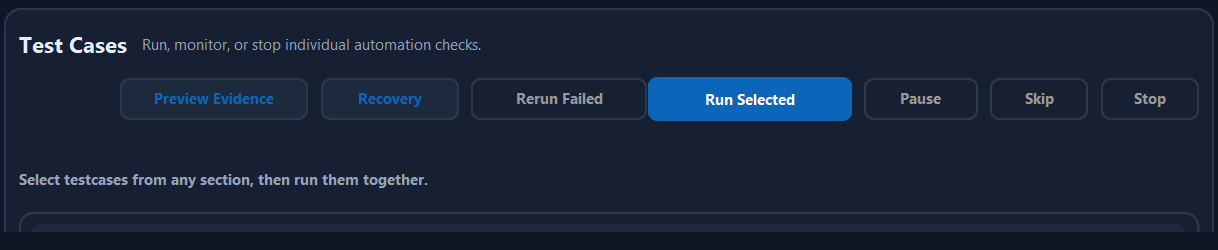 Test Cases Run, monitor, or stop individual automation checks.
Preview Evidence Recovery Rerun Failed Run Selected Pause Skip Stop
Select testcases from any section, then run them together.